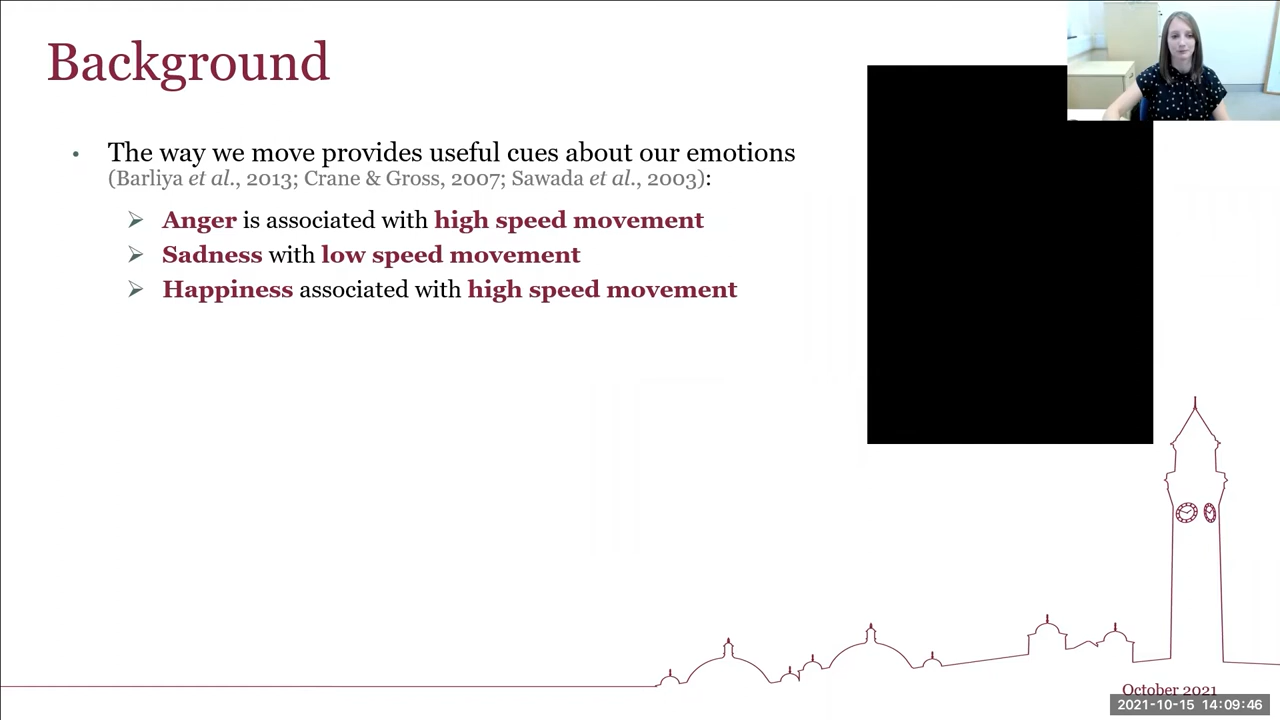 Background
• The way we move provides useful cues about our emotions
(Barliya et al., 2013; Crane & Gross, 2007; Sawada et al., 2003):
➢ Anger is associated with high speed movement
➢ Sadness with low speed movement
➢ Happiness associated with high speed movement
October 2021
2021-10-15 14:09:46